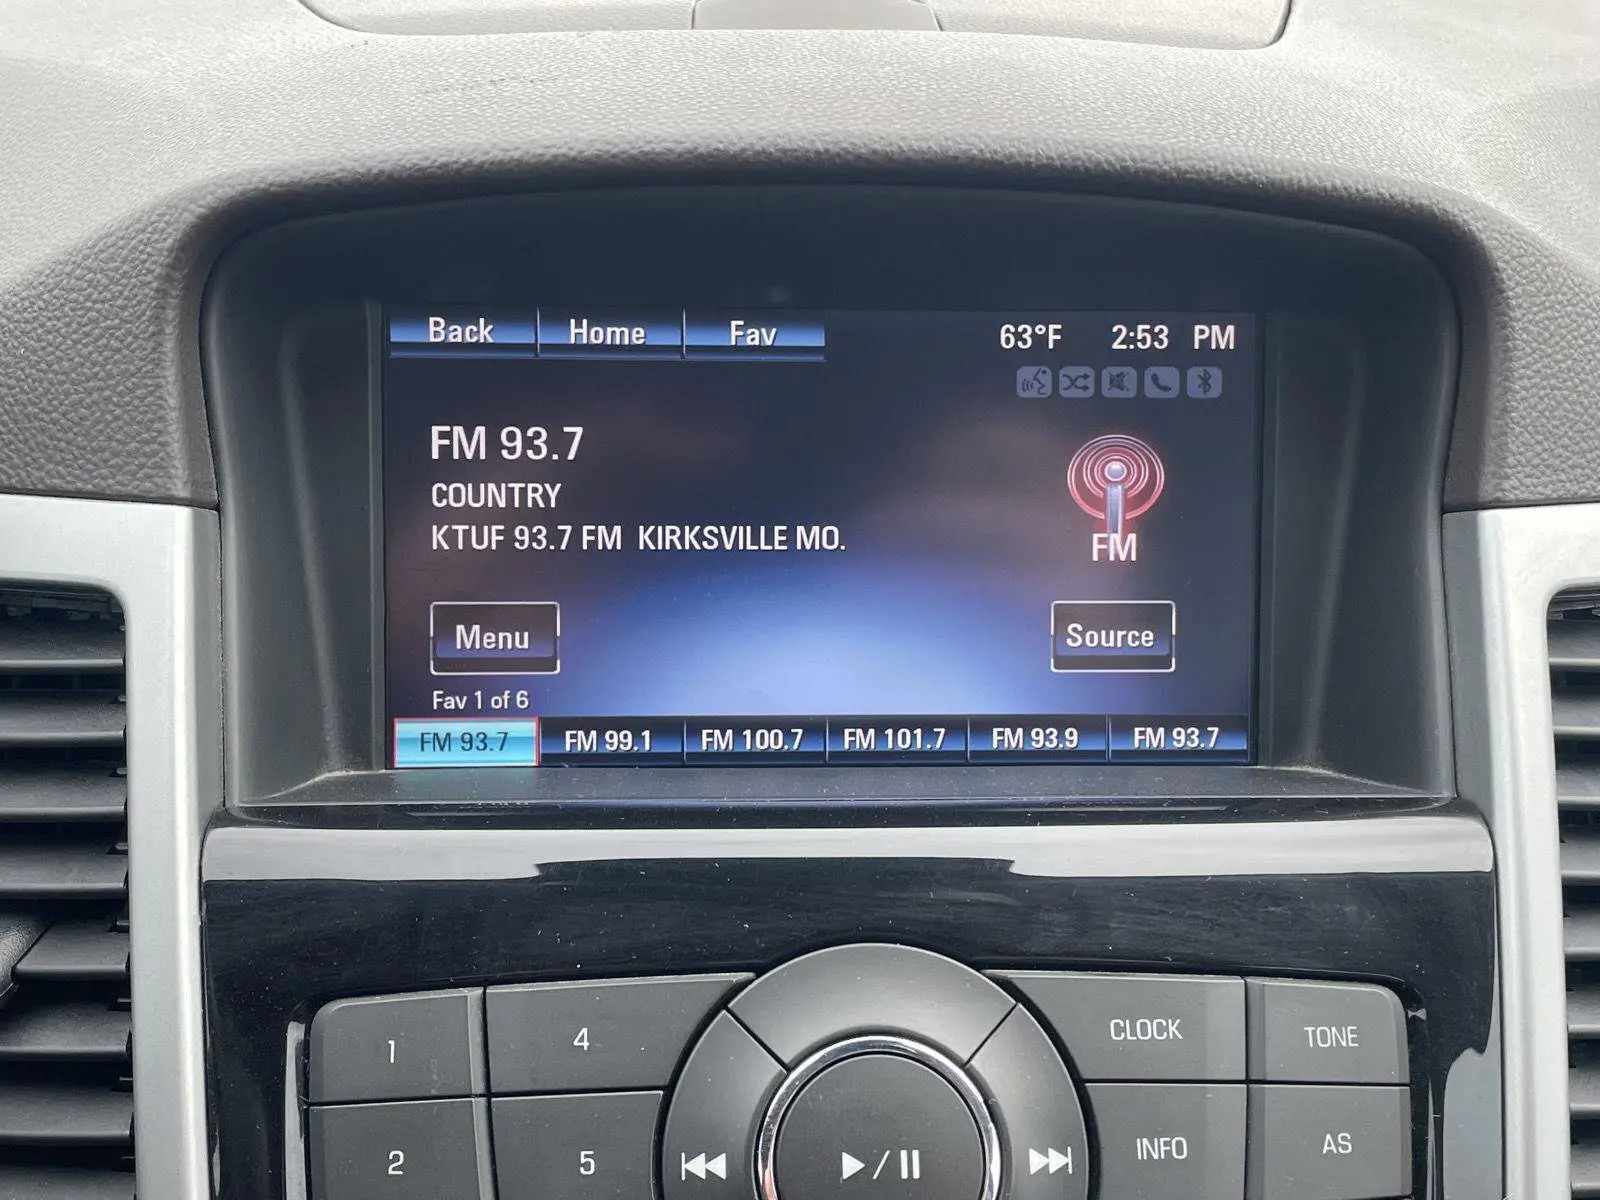 Back Home Fav 63°F 2:53 PM
FM 93.7
COUNTRY
KTUF 93.7 FM KIRKSVILLE MO.
FM
Menu Source
Fav 1 of 6
FM 93.7 FM 99.1 FM 100.7 FM 101.7 FM 93.9 FM 93.7
1 4 CLOCK TONE
2 5 INFO AS